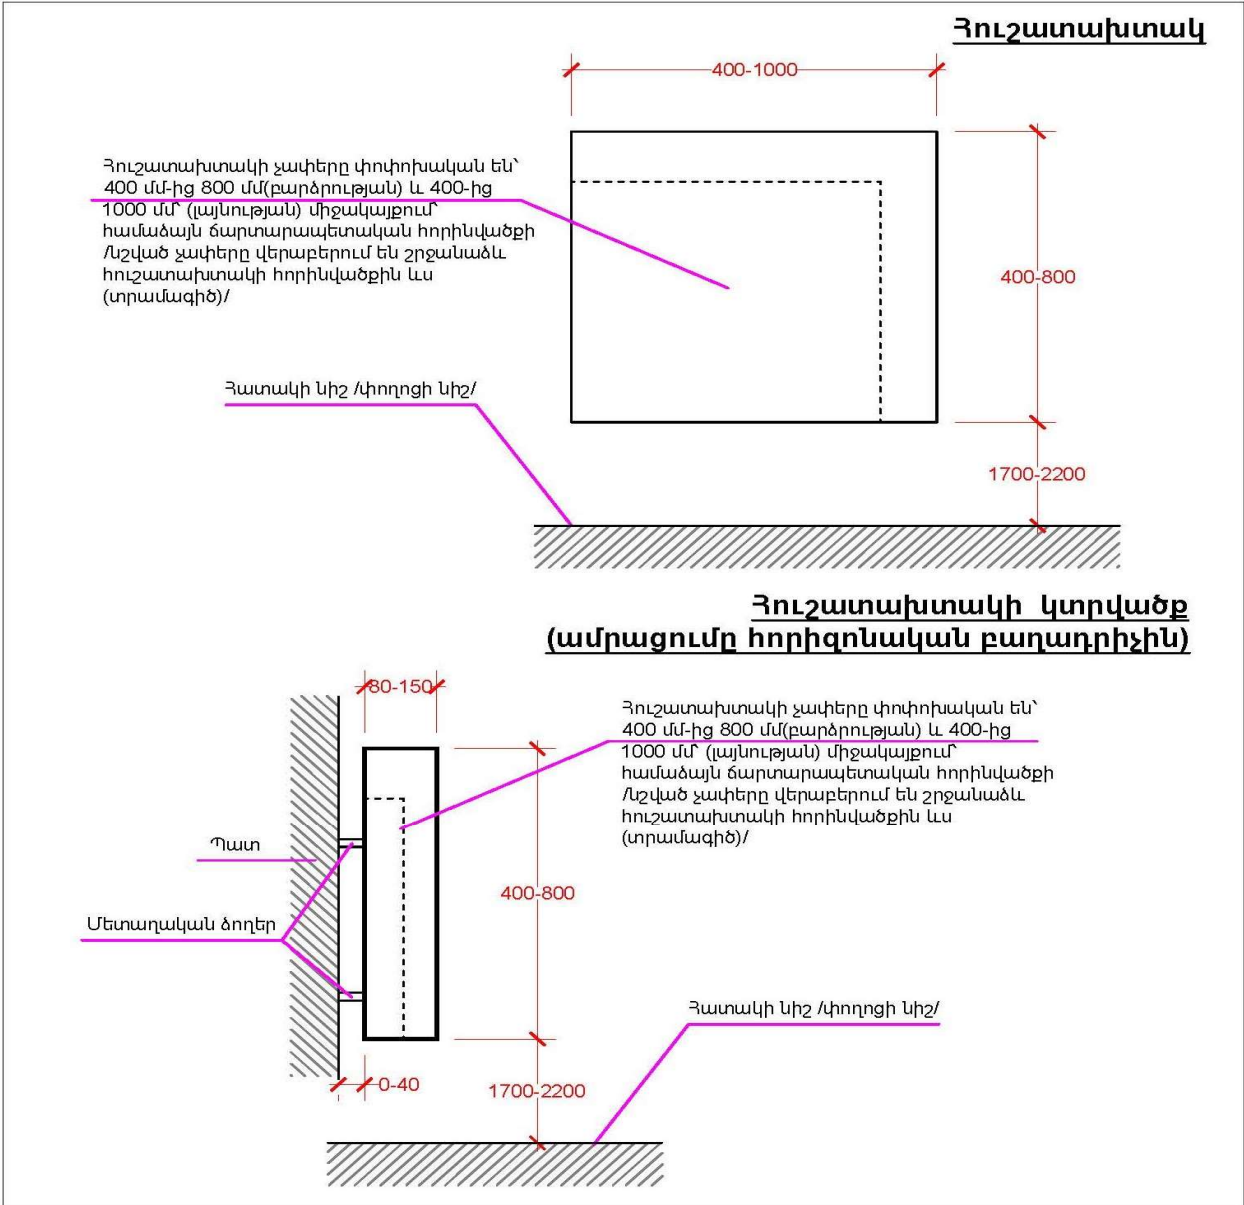 Հուշատախտակ
400-1000
Հուշատախտակի չափերը փոփոխական են՝
400 մմ-ից 800 մմ(բարձրության) և 400-ից
1000 մմ՝ (լայնության) միջակայքում՝
համաձայն ճարտարապետական հորինվածքի
/նշված չափերը վերաբերում են շրջանաձև
հուշատախտակի հորինվածքին ևս
(տրամագիծ)/
400-800
Հատակի նիշ /փողոցի նիշ/
1700-2200
Հուշատախտակի կտրվածք
(ամրացումը հորիզոնական բաղադրիչին)
80-150
Հուշատախտակի չափերը փոփոխական են՝
400 մմ-ից 800 մմ(բարձրության) և 400-ից
1000 մմ՝ (լայնության) միջակայքում՝
համաձայն ճարտարապետական հորինվածքի
/նշված չափերը վերաբերում են շրջանաձև
հուշատախտակի հորինվածքին ևս
(տրամագիծ)/
Պատ
400-800
Մետաղական ձողեր
Հատակի նիշ /փողոցի նիշ/
0-40
1700-2200